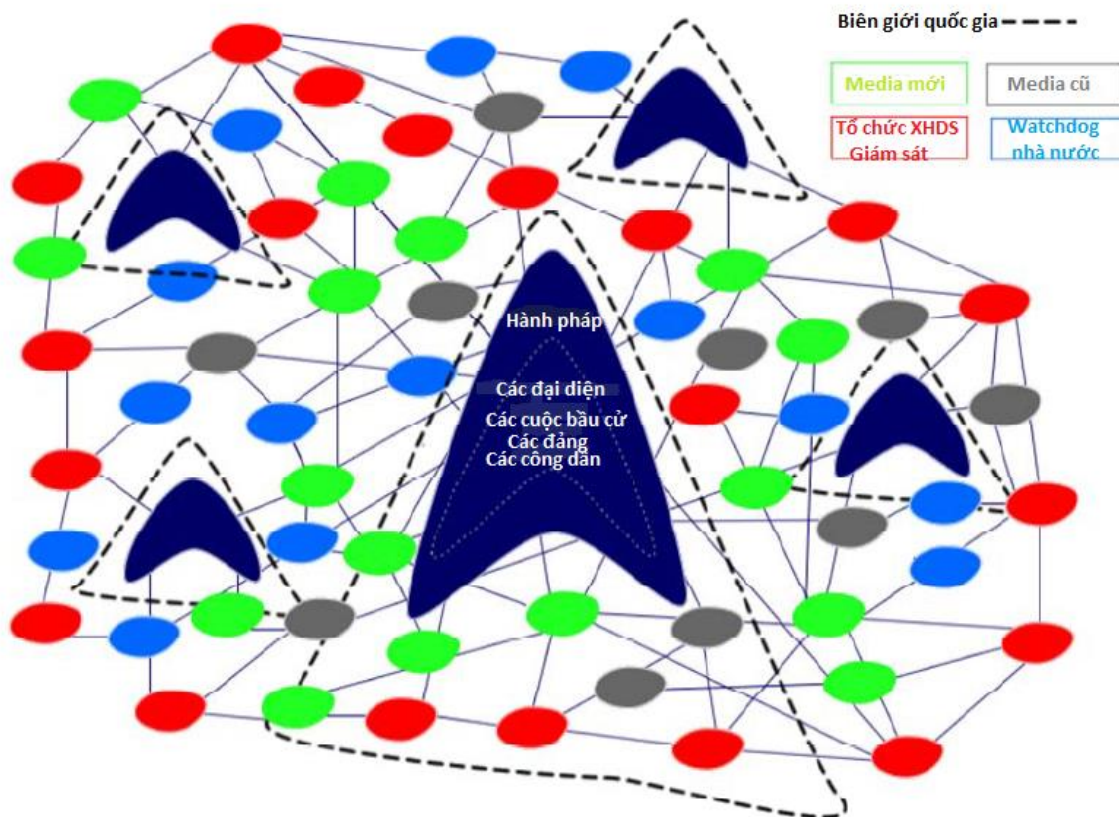 Biên giới quốc gia
Media mới
Media cũ
Tổ chức XHDS
Giám sát
Watchdog
nhà nước
Hành pháp
Các đại diện
Các cuộc bầu cử
Các đảng
Các công dân